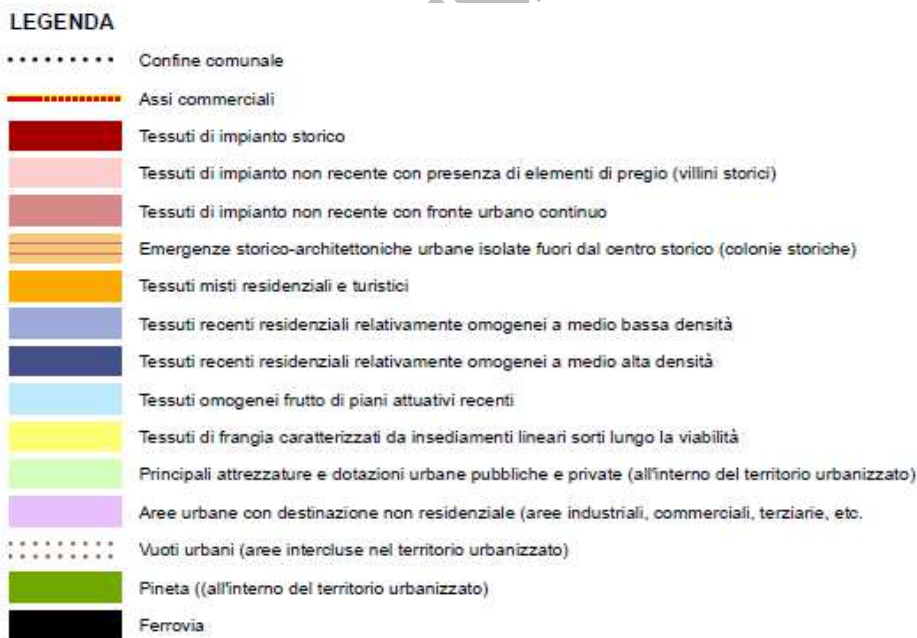 LEGENDA
Confine comunale
Assi commerciali
Tessuti di impianto storico
Tessuti di impianto non recente con presenza di elementi di pregio (villini storici)
Tessuti di impianto non recente con fronte urbano continuo
Emergenze storico-architettoniche urbane isolate fuori dal centro storico (colonie storiche)
Tessuti misti residenziali e turistici
Tessuti recenti residenziali relativamente omogenei a medio bassa densità
Tessuti recenti residenziali relativamente omogenei a medio alta densità
Tessuti omogenei frutto di piani attuativi recenti
Tessuti di frangia caratterizzati da insediamenti lineari sorti lungo la viabilità
Principali attrezzature e dotazioni urbane pubbliche e private (all'interno del territorio urbanizzato)
Aree urbane con destinazione non residenziale (aree industriali, commerciali, terziarie, etc.
Vuoti urbani (aree intercluse nel territorio urbanizzato)
Pineta ((all'interno del territorio urbanizzato)
Ferrovia